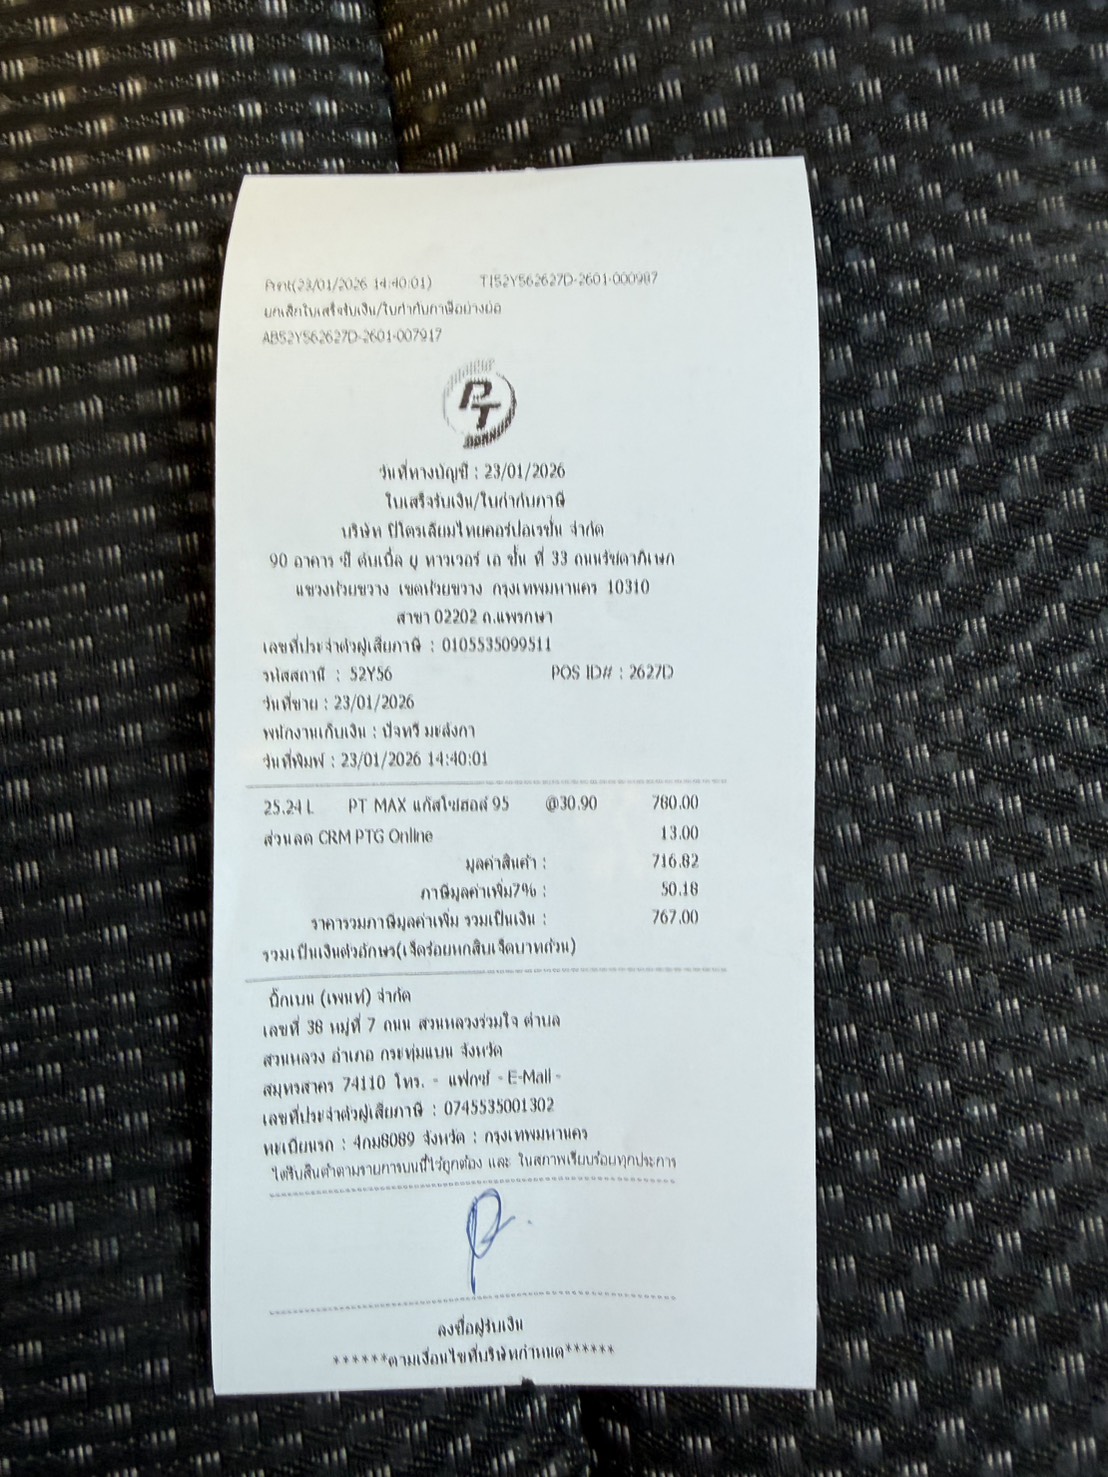 Print(23/01/2026 14:40:01) TI52Y562627D-2601-000987
ยกเลิกใบเสร็จรับเงิน/ใบกำกับภาษีอย่างย่อ
AB52Y562627D-2601-007917
PT
วันที่ทางบัญชี : 23/01/2026
ใบเสร็จรับเงิน/ใบกำกับภาษี
บริษัท ปิโตรเลียมไทยคอร์ปอเรชั่น จำกัด
90 อาคาร ซี ดับเบิ้ล ยู ทาวเวอร์ เอ ชั้น ที่ 33 ถนนรัชดาภิเษก
แขวงห้วยขวาง เขตห้วยขวาง กรุงเทพมหานคร 10310
สาขา 02202 ถ.แพรกษา
เลขที่ประจำตัวผู้เสียภาษี : 0105535099511
รหัสสถานี : 52Y56 POS ID# : 2627D
วันที่ขาย : 23/01/2026
พนักงานเก็บเงิน : ปัจทรี มะลังกา
วันที่พิมพ์ : 23/01/2026 14:40:01
25.24 L PT MAX แก๊สโซฮอล์ 95 @30.90 780.00
ส่วนลด CRM PTG Online 13.00
มูลค่าสินค้า : 716.82
ภาษีมูลค่าเพิ่ม7% : 50.18
ราคารวมภาษีมูลค่าเพิ่ม รวมเป็นเงิน : 767.00
รวมเป็นเงินตัวอักษร(เจ็ดร้อยหกสิบเจ็ดบาทถ้วน)
บิ๊กเบน (เพนท์) จำกัด
เลขที่ 38 หมู่ที่ 7 ถนน สวนหลวงร่วมใจ ตำบล
สวนหลวง อำเภอ กระทุ่มแบน จังหวัด
สมุทรสาคร 74110 โทร. - แฟกซ์ - E-Mail -
เลขที่ประจำตัวผู้เสียภาษี : 0745535001302
ทะเบียนรถ : 4กม8089 จังหวัด : กรุงเทพมหานคร
ได้รับสินค้าตามรายการบนนี้ไว้ถูกต้อง และ ในสภาพเรียบร้อยทุกประการ
ลงชื่อผู้รับเงิน
******ตามเงื่อนไขที่บริษัทกำหนด******